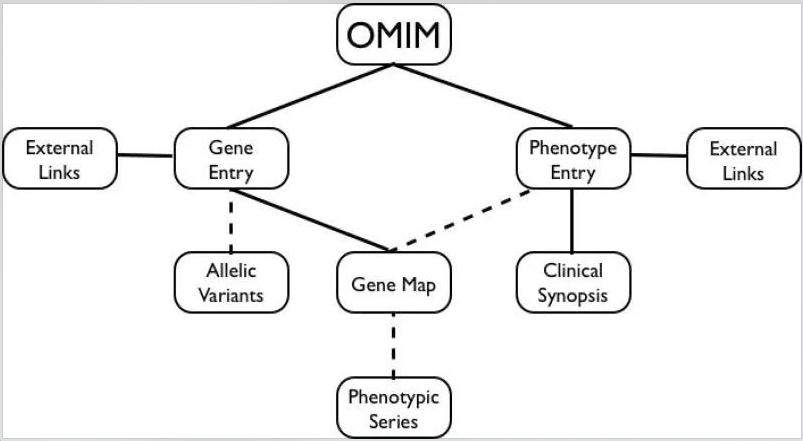 OMIM
External
Links
Gene
Entry
Phenotype
Entry
External
Links
Allelic
Variants
Gene Map
Clinical
Synopsis
Phenotypic
Series